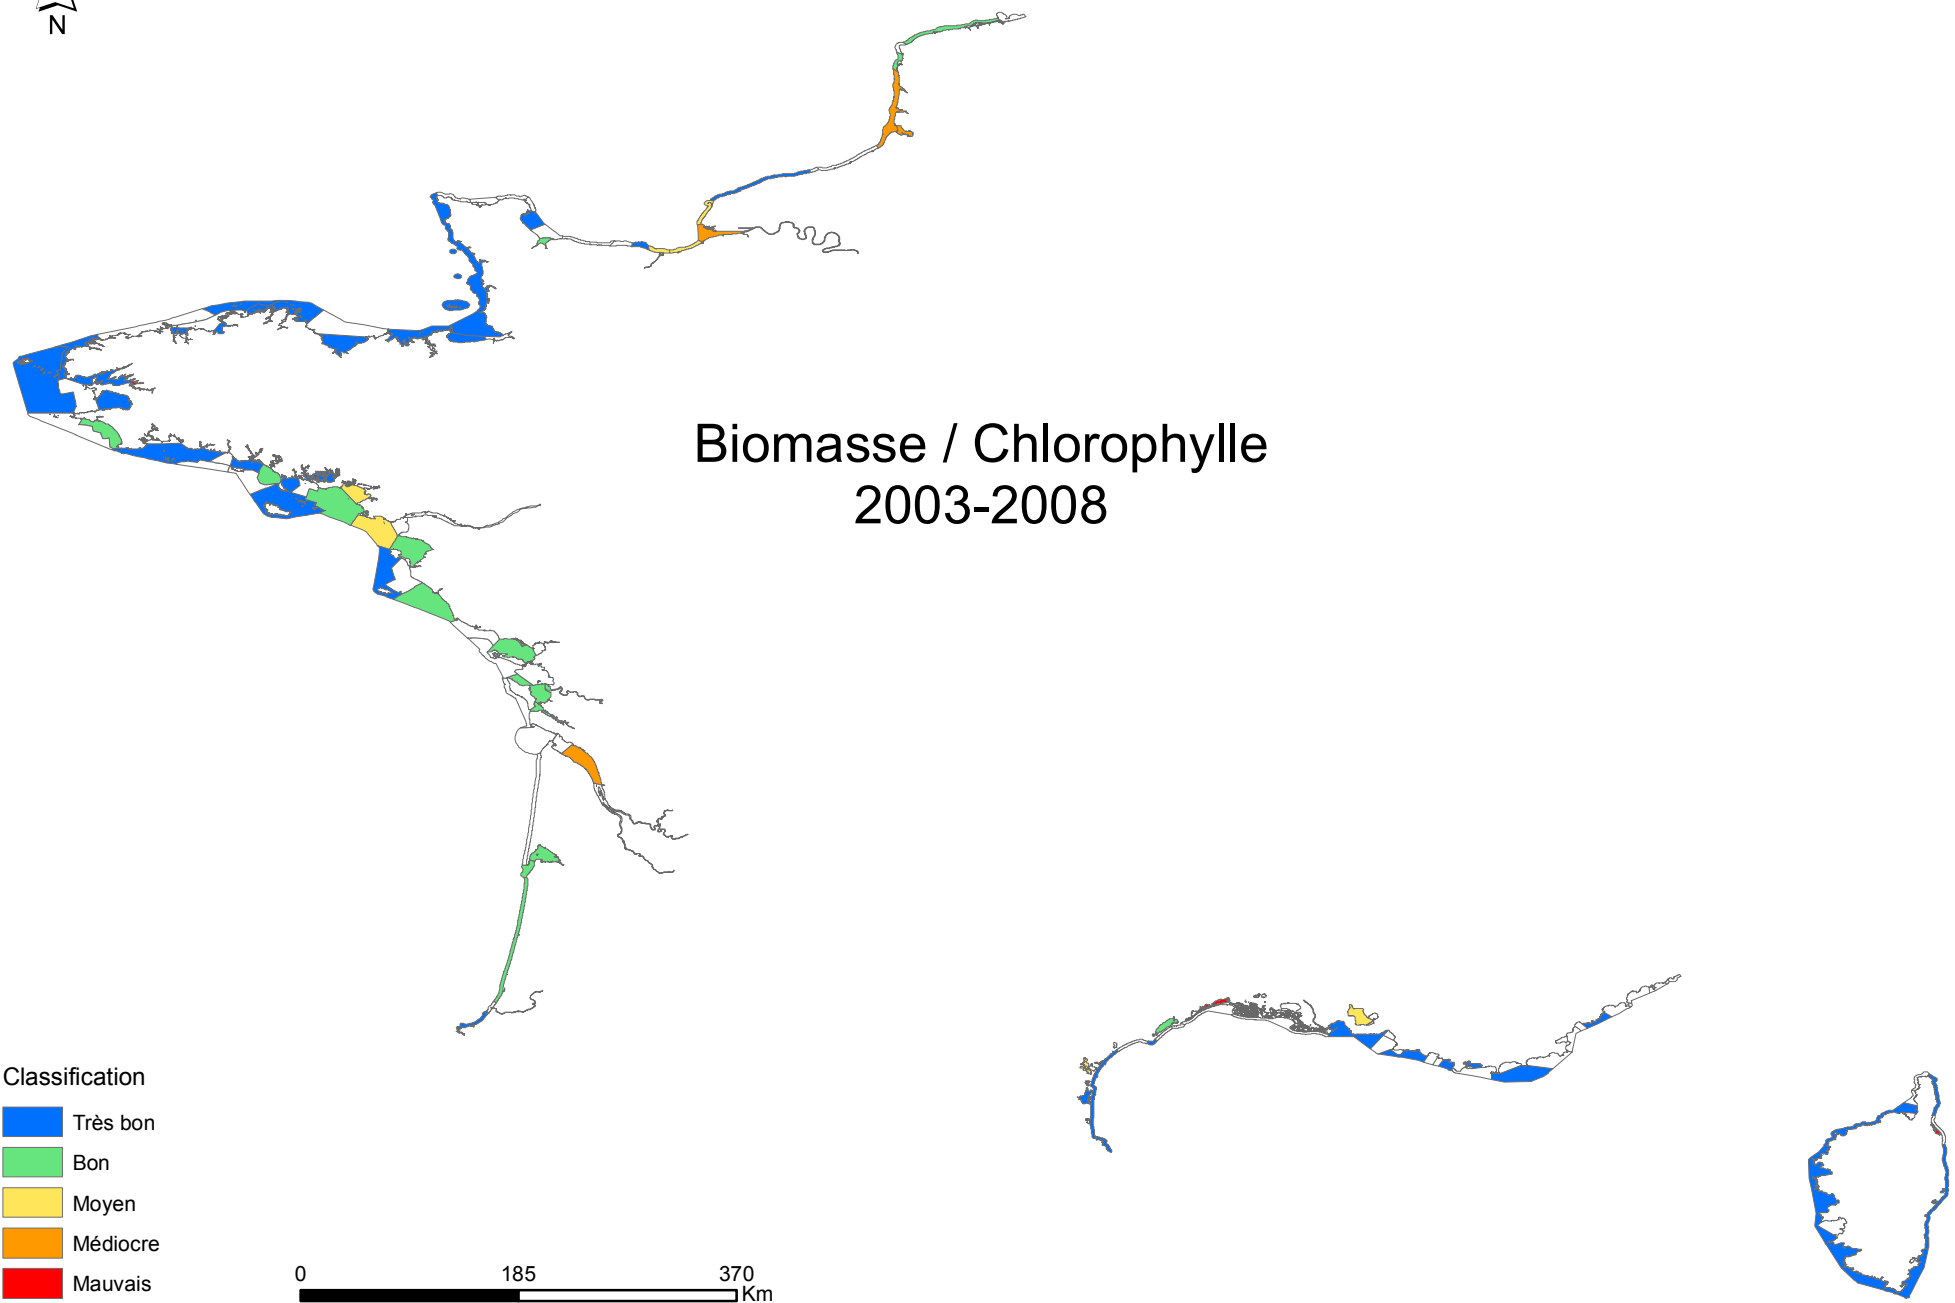 N
Biomasse / Chlorophylle
2003-2008
Classification
Très bon
Bon
Moyen
Médiocre
Mauvais
0 185 370
Km